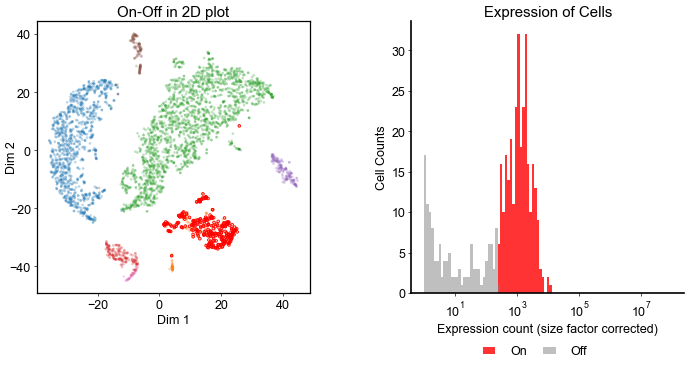 On-Off in 2D plot
40
20
0
−20
−40
Dim 2
−20 0 20 40
Dim 1
Expression of Cells
30
25
20
15
10
5
0
Cell Counts
10^1 10^3 10^5 10^7
Expression count (size factor corrected)
On Off